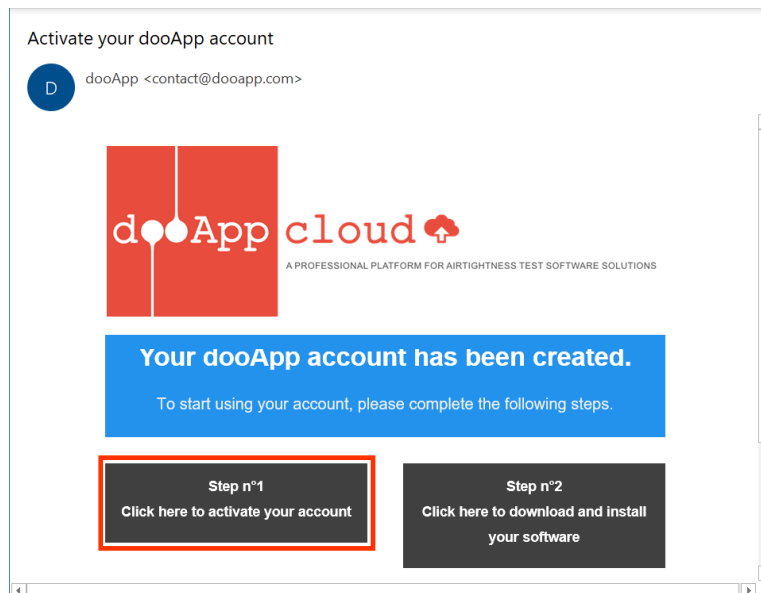 Activate your dooApp account
D
dooApp <contact@dooapp.com>
dooApp cloud
A PROFESSIONAL PLATFORM FOR AIRTIGHTNESS TEST SOFTWARE SOLUTIONS
Your dooApp account has been created.
To start using your account, please complete the following steps.
Step n°1
Click here to activate your account
Step n°2
Click here to download and install
your software